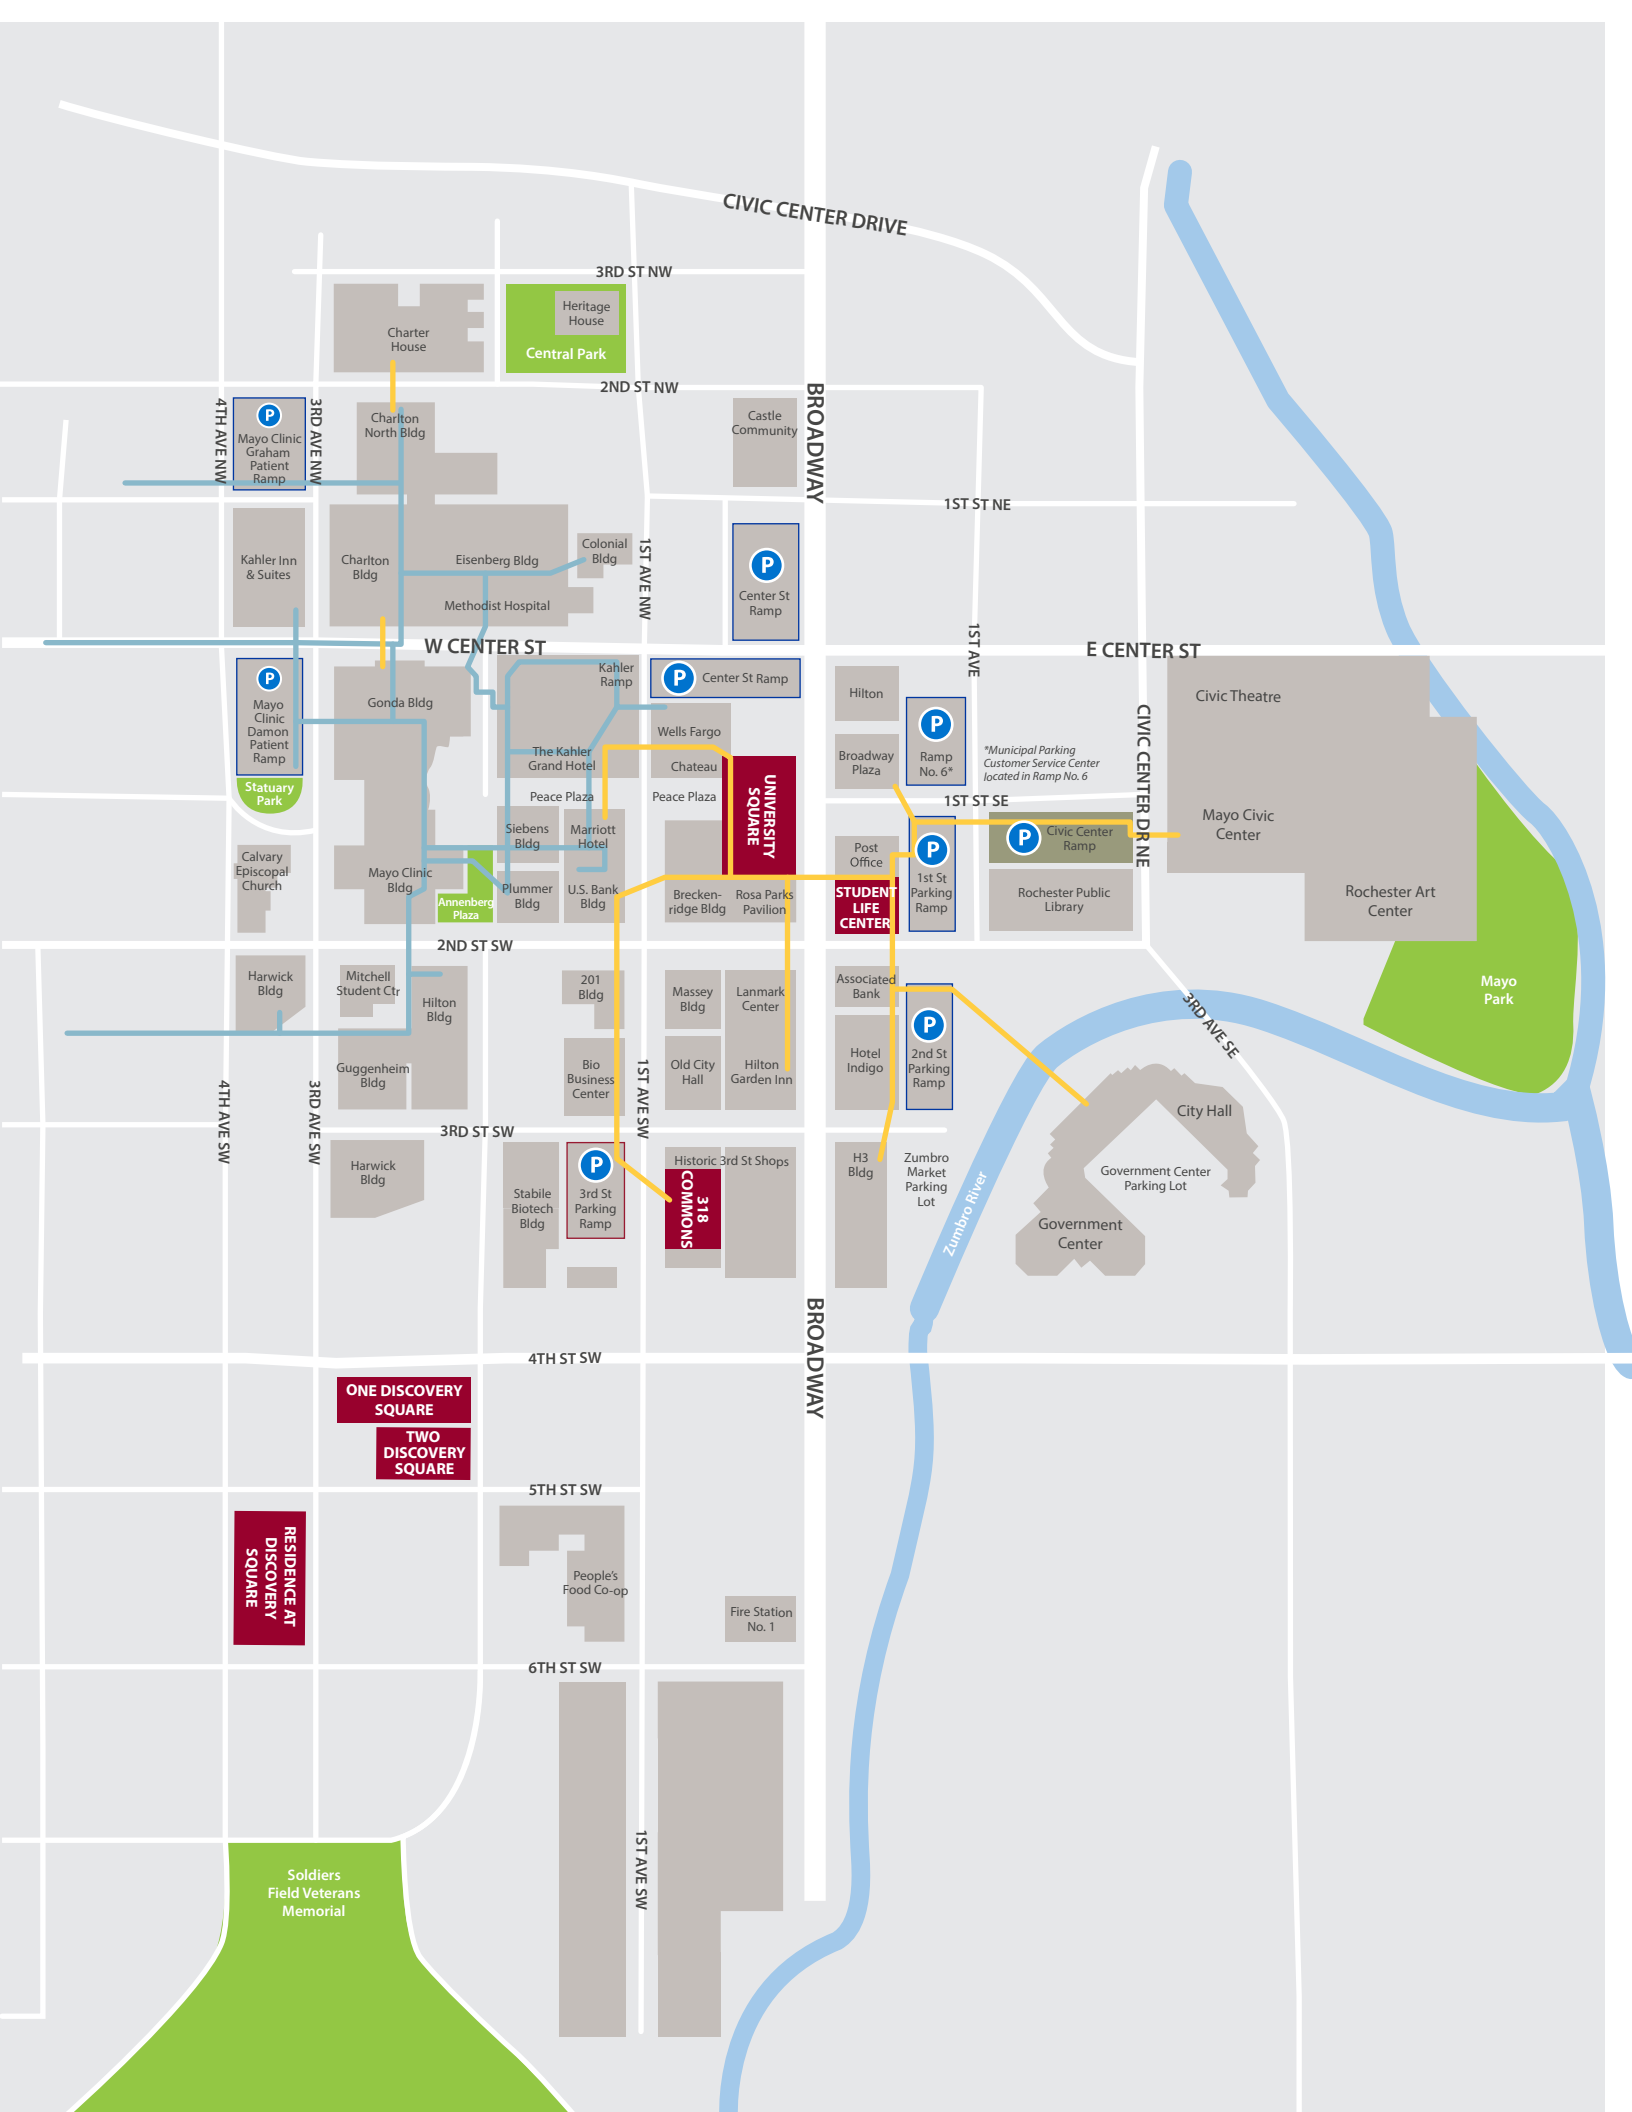 CIVIC CENTER DRIVE
3RD ST NW
Heritage
House
Central Park
Charter
House
2ND ST NW
BROADWAY
4TH AVE NW
3RD AVE NW
P
Mayo Clinic
Graham
Patient
Ramp
Charlton
North Bldg
Castle
Community
1ST ST NE
Kahler Inn
& Suites
Charlton
Bldg
Eisenberg Bldg
Colonial
Bldg
Methodist Hospital
1ST AVE NW
P
Center St
Ramp
W CENTER ST
1ST AVE
E CENTER ST
P
Mayo
Clinic
Damon
Patient
Ramp
Statuary
Park
Gonda Bldg
Kahler
Ramp
P
Center St Ramp
Wells Fargo
The Kahler
Grand Hotel
Chateau
Peace Plaza
Peace Plaza
UNIVERSITY
SQUARE
Hilton
Broadway
Plaza
P
Ramp
No. 6*
*Municipal Parking
Customer Service Center
located in Ramp No. 6
1ST ST SE
CIVIC CENTER DR NE
Civic Theatre
Mayo Civic
Center
Rochester Art
Center
Calvary
Episcopal
Church
Mayo Clinic
Bldg
Siebens
Bldg
Marriott
Hotel
Annenberg
Plaza
Plummer
Bldg
U.S. Bank
Bldg
Brecken-
ridge Bldg
Rosa Parks
Pavilion
Post
Office
STUDENT
LIFE
CENTER
P
1st St
Parking
Ramp
P
Civic Center
Ramp
Rochester Public
Library
2ND ST SW
Harwick
Bldg
Mitchell
Student Ctr
Hilton
Bldg
Guggenheim
Bldg
201
Bldg
Bio
Business
Center
Massey
Bldg
Lanmark
Center
Old City
Hall
Hilton
Garden Inn
Associated
Bank
Hotel
Indigo
P
2nd St
Parking
Ramp
Mayo
Park
3RD AVE SE
4TH AVE SW
3RD AVE SW
1ST AVE SW
3RD ST SW
Harwick
Bldg
Stabile
Biotech
Bldg
P
3rd St
Parking
Ramp
Historic 3rd St Shops
318
COMMONS
H3
Bldg
Zumbro
Market
Parking
Lot
Zumbro River
City Hall
Government Center
Parking Lot
Government
Center
BROADWAY
4TH ST SW
ONE DISCOVERY
SQUARE
TWO
DISCOVERY
SQUARE
5TH ST SW
RESIDENCE AT
DISCOVERY
SQUARE
People's
Food Co-op
Fire Station
No. 1
6TH ST SW
1ST AVE SW
Soldiers
Field Veterans
Memorial